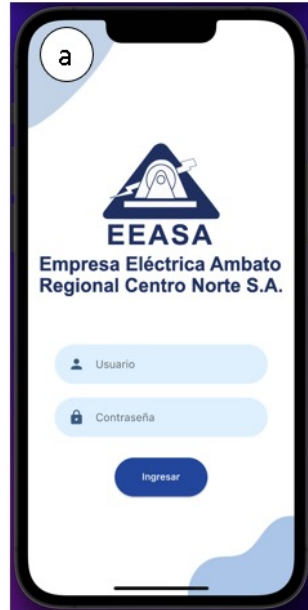 a
EEASA
Empresa Eléctrica Ambato
Regional Centro Norte S.A.
Usuario
Contraseña
Ingresar